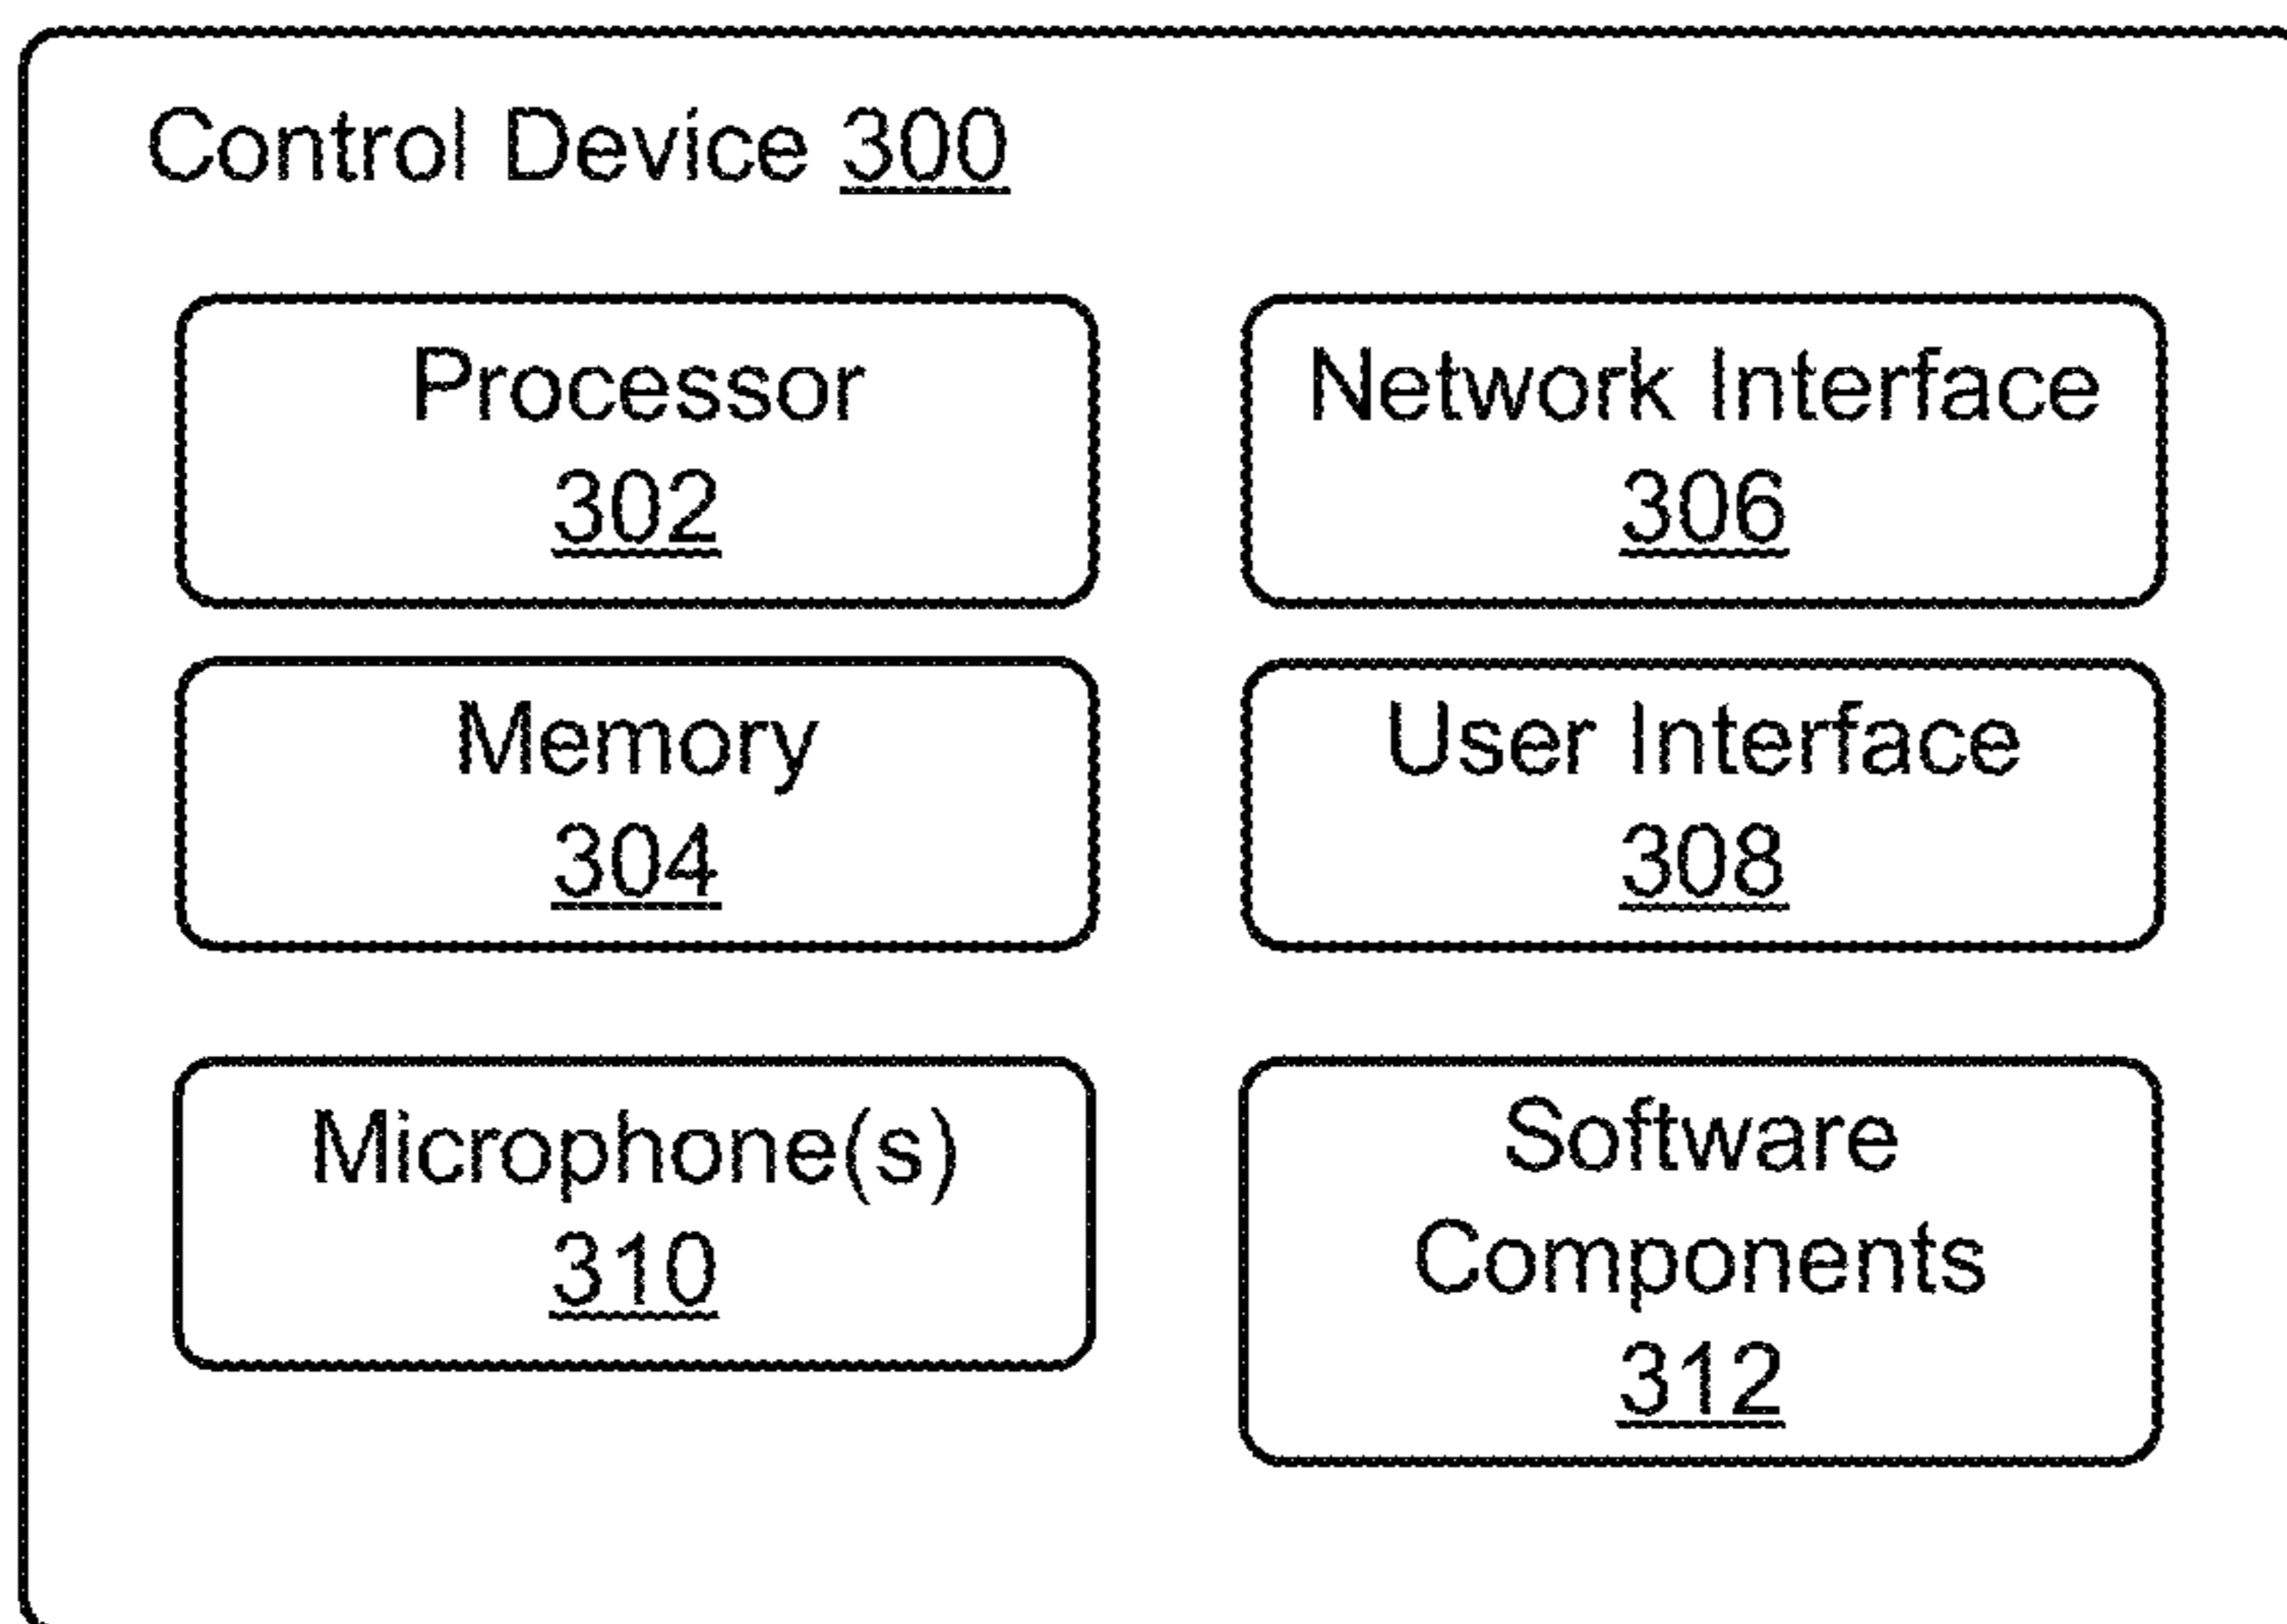 Control Device 300
Processor
302
Network Interface
306
Memory
304
User Interface
308
Microphone(s)
310
Software
Components
312